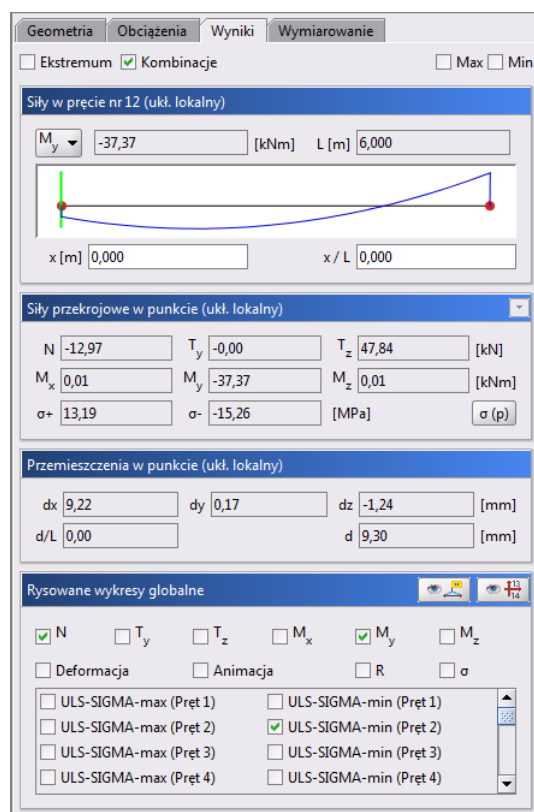 Geometria Obciążenia Wyniki Wymiarowanie
Ekstremum Kombinacje Max Min
Siły w pręcie nr 12 (ukł. lokalny)
My -37,37 [kNm] L [m] 6,000
x [m] 0,000 x / L 0,000
Siły przekrojowe w punkcie (ukł. lokalny)
N -12,97 Ty -0,00 Tz 47,84 [kN]
Mx 0,01 My -37,37 Mz 0,01 [kNm]
σ+ 13,19 σ- -15,26 [MPa] σ (p)
Przemieszczenia w punkcie (ukł. lokalny)
dx 9,22 dy 0,17 dz -1,24 [mm]
d/L 0,00 d 9,30 [mm]
Rysowane wykresy globalne 13 14
N Ty Tz Mx My Mz
Deformacja Animacja R σ
ULS-SIGMA-max (Pręt 1) ULS-SIGMA-min (Pręt 1)
ULS-SIGMA-max (Pręt 2) ULS-SIGMA-min (Pręt 2)
ULS-SIGMA-max (Pręt 3) ULS-SIGMA-min (Pręt 3)
ULS-SIGMA-max (Pręt 4) ULS-SIGMA-min (Pręt 4)